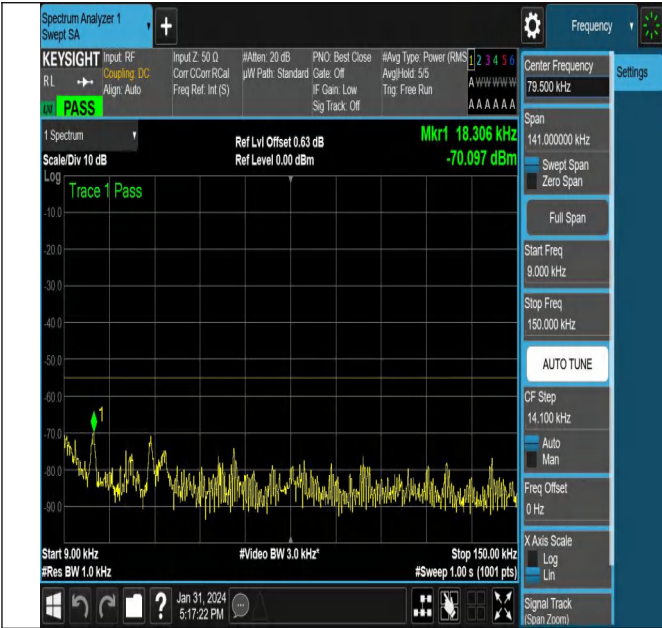 Spectrum Analyzer 1
Swept SA
+
Frequency
KEYSIGHT
RL
LXI
PASS
Input: RF
Coupling: DC
Align: Auto
Input Z: 50 Ω
Corr CCorr RCal
Freq Ref: Int (S)
#Atten: 20 dB
µW Path: Standard
PNO: Best Close
Gate: Off
IF Gain: Low
Sig Track: Off
#Avg Type: Power (RMS
Avg|Hold: 5/5
Trig: Free Run
1 2 3 4 5 6
A W W W W W
A A A A A A
Center Frequency
79.500 kHz
Settings
Span
141.000000 kHz
Swept Span
Zero Span
Full Span
Start Freq
9.000 kHz
Stop Freq
150.000 kHz
AUTO TUNE
CF Step
14.100 kHz
Auto
Man
Freq Offset
0 Hz
X Axis Scale
Log
Lin
Signal Track
(Span Zoom)
1 Spectrum
Scale/Div 10 dB
Ref Lvl Offset 0.63 dB
Ref Level 0.00 dBm
Mkr1 18.306 kHz
-70.097 dBm
Log
Trace 1 Pass
-10.0
-20.0
-30.0
-40.0
-50.0
-60.0
-70.0
-80.0
-90.0
1
Start 9.00 kHz
#Res BW 1.0 kHz
#Video BW 3.0 kHz*
Stop 150.00 kHz
#Sweep 1.00 s (1001 pts)
?
Jan 31, 2024
5:17:22 PM